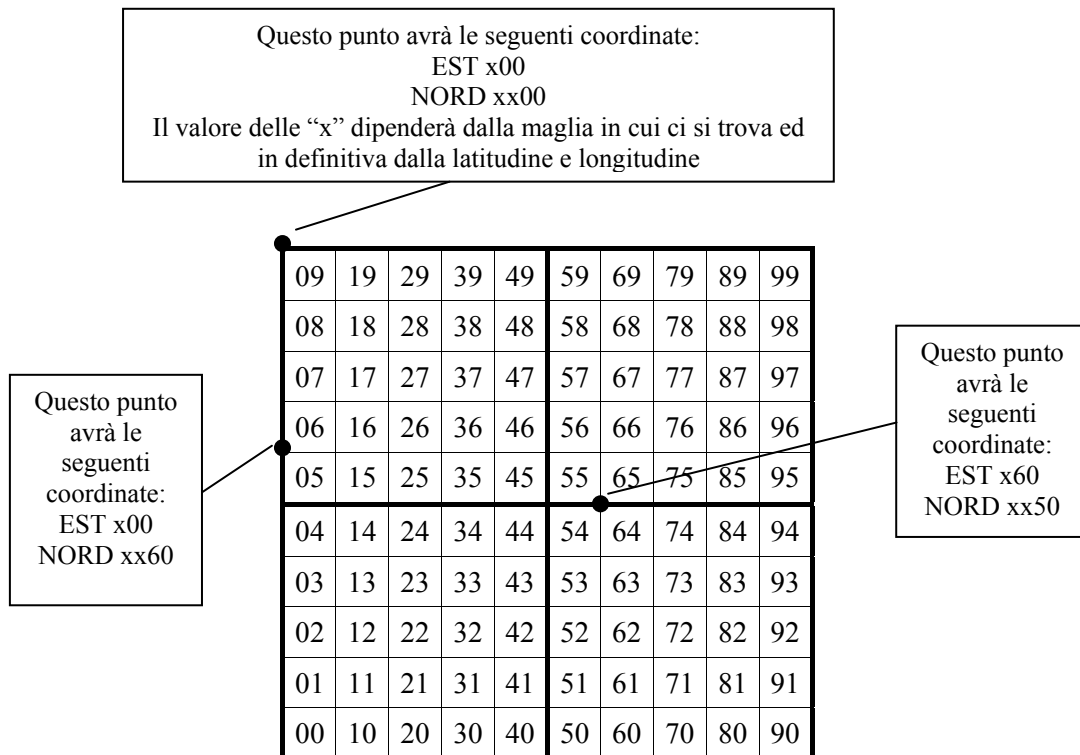 Questo punto avrà le seguenti coordinate:
EST x00
NORD xx00
Il valore delle “x” dipenderà dalla maglia in cui ci si trova ed
in definitiva dalla latitudine e longitudine
09 19 29 39 49 59 69 79 89 99
08 18 28 38 48 58 68 78 88 98
07 17 27 37 47 57 67 77 87 97
06 16 26 36 46 56 66 76 86 96
05 15 25 35 45 55 65 75 85 95
04 14 24 34 44 54 64 74 84 94
03 13 23 33 43 53 63 73 83 93
02 12 22 32 42 52 62 72 82 92
01 11 21 31 41 51 61 71 81 91
00 10 20 30 40 50 60 70 80 90
Questo punto
avrà le
seguenti
coordinate:
EST x00
NORD xx60
Questo punto
avrà le
seguenti
coordinate:
EST x60
NORD xx50